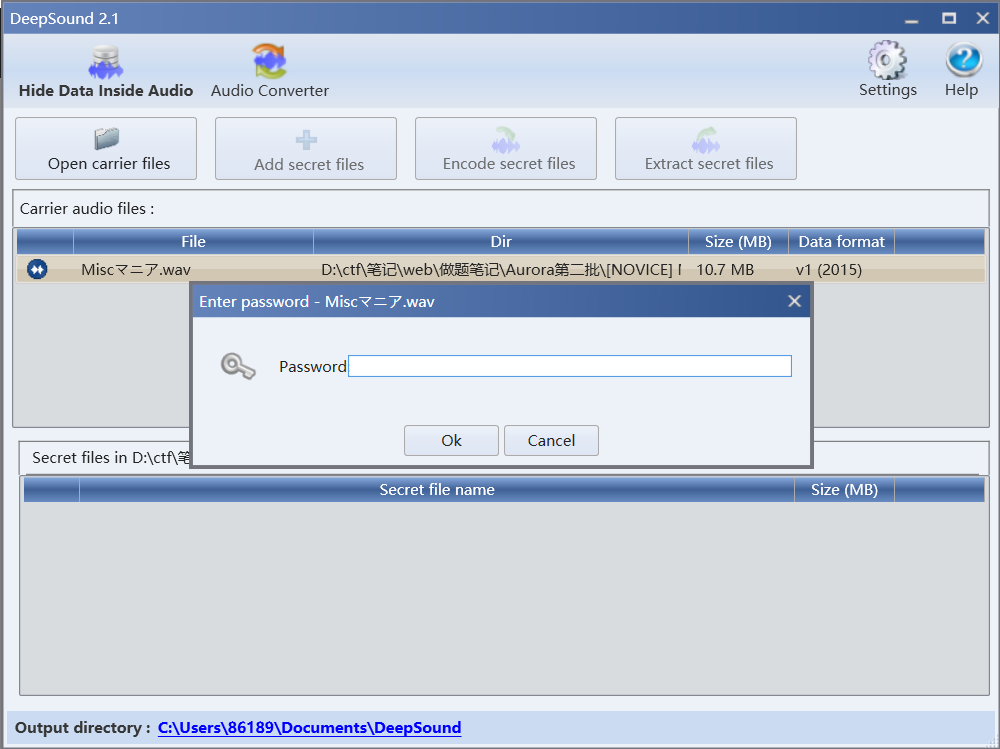 DeepSound 2.1
Hide Data Inside Audio Audio Converter Settings Help
Open carrier files Add secret files Encode secret files Extract secret files
Carrier audio files :
File Dir Size (MB) Data format
Miscマニア.wav D:\ctf\笔记\web\做题笔记\Aurora第二批\[NOVICE] 10.7 MB v1 (2015)
Enter password - Miscマニア.wav
Password
Ok Cancel
Secret files in D:\ctf\笔
Secret file name Size (MB)
Output directory : C:\Users\86189\Documents\DeepSound